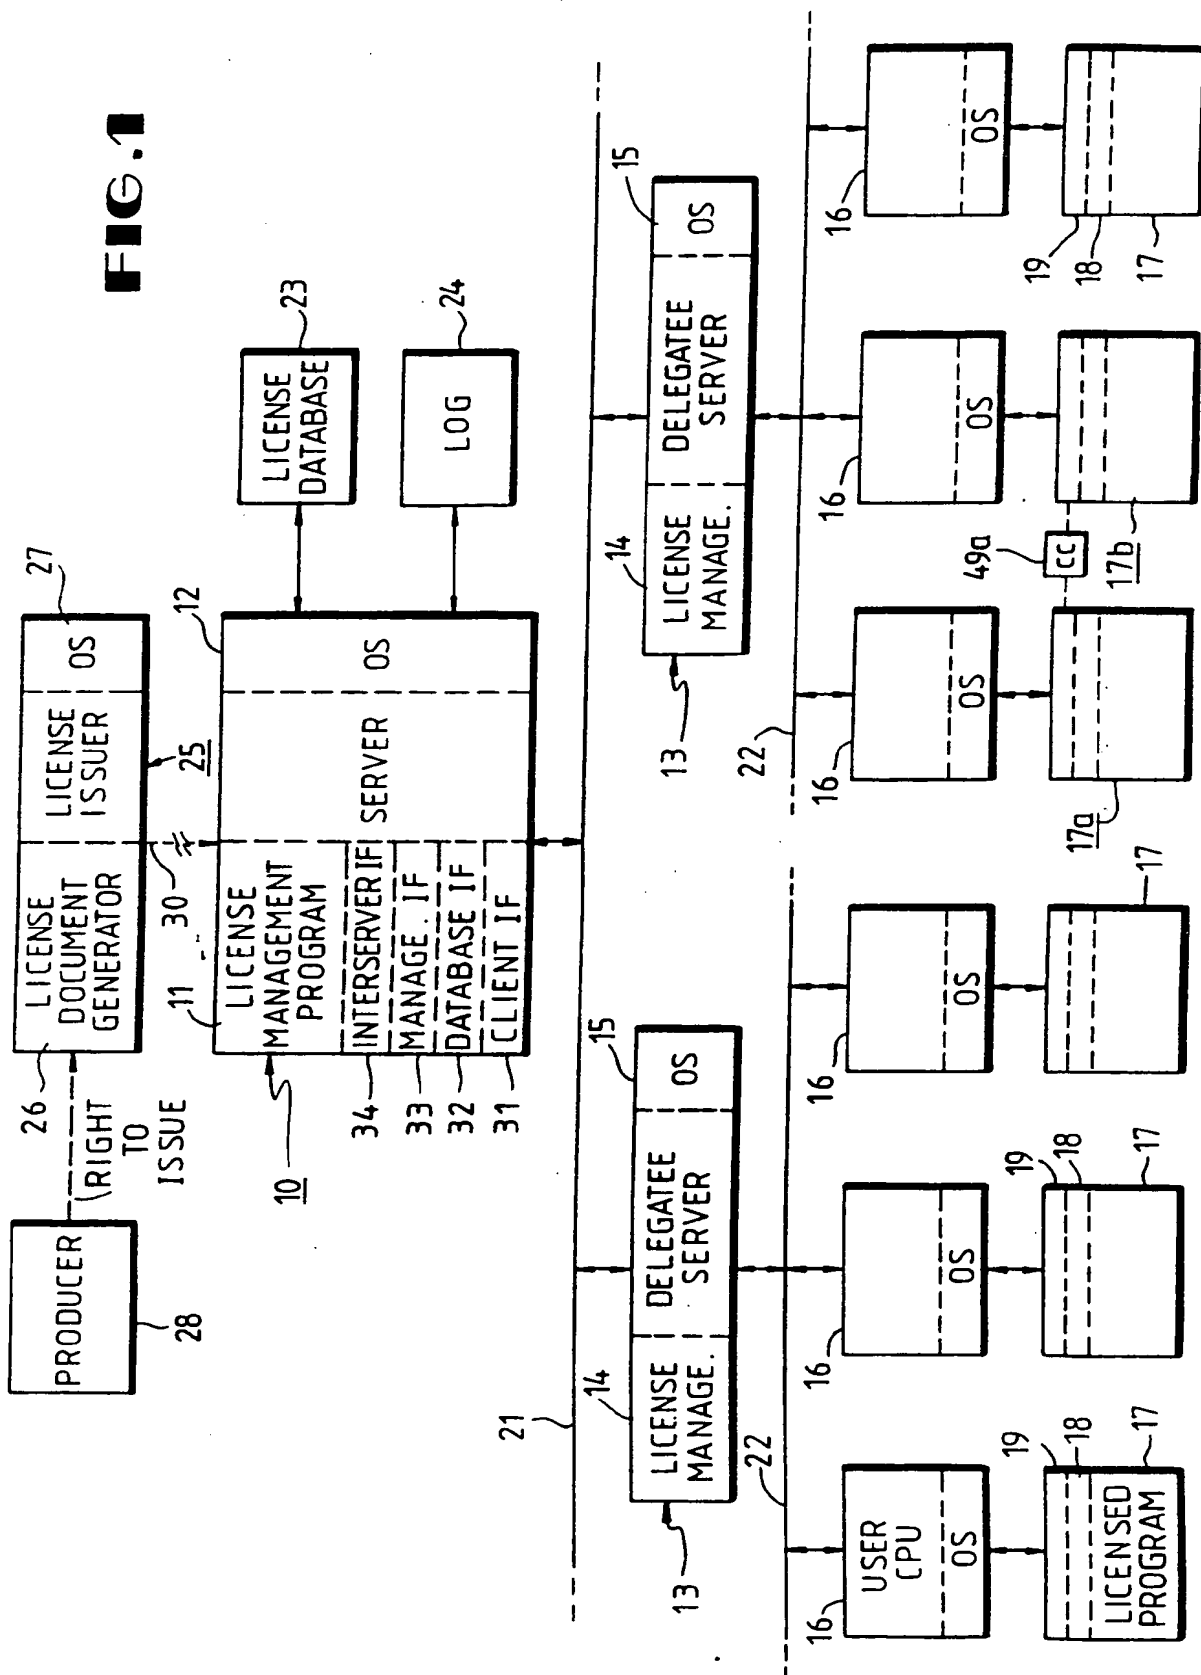 FIG.1
PRODUCER
28
(RIGHT
TO
ISSUE
26
LICENSE
DOCUMENT
GENERATOR
LICENSE
ISSUER
OS
27
25
30
10
11
LICENSE
MANAGEMENT
PROGRAM
SERVER
OS
12
34
INTERSERVER IF
33
MANAGE. IF
32
DATABASE IF
31
CLIENT IF
LICENSE
DATABASE
23
LOG
24
21
13
14
LICENSE
MANAGE.
DELEGATEE
SERVER
OS
15
13
14
LICENSE
MANAGE.
DELEGATEE
SERVER
OS
15
22
22
16
USER
CPU
OS
16
OS
16
OS
16
OS
16
OS
16
OS
19
18
17
LICENSED
PROGRAM
19
18
17
17
17a
49a
CC
17b
19
18
17